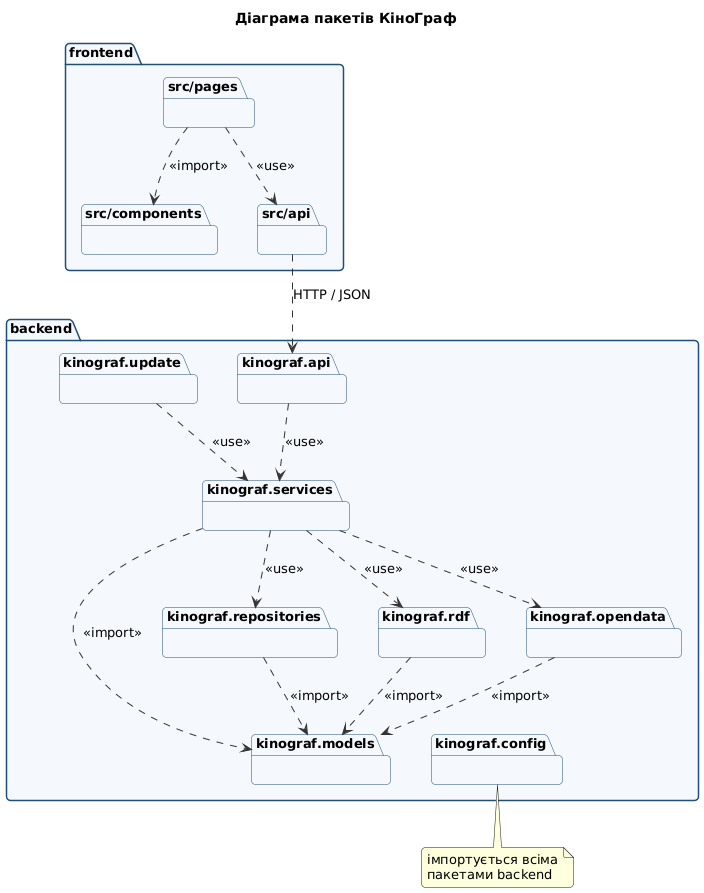 Діаграма пакетів КіноГраф
frontend
src/pages
«import»
«use»
src/components
src/api
HTTP / JSON
backend
kinograf.update
kinograf.api
«use»
«use»
kinograf.services
«use»
«use»
«use»
kinograf.repositories
kinograf.rdf
kinograf.opendata
«import»
«import»
«import»
«import»
kinograf.models
kinograf.config
імпортується всіма
пакетами backend